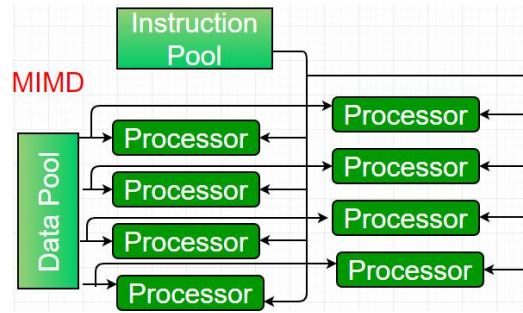 Instruction
Pool
MIMD
Data Pool
Processor
Processor
Processor
Processor
Processor
Processor
Processor
Processor